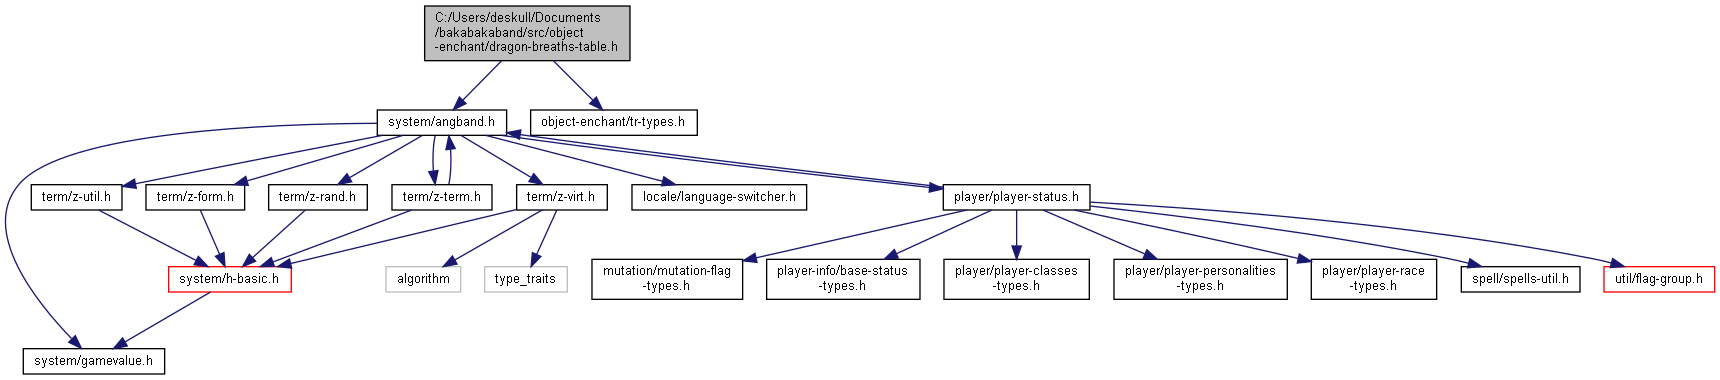 C:/Users/deskull/Documents
/bakabakaband/src/object
-enchant/dragon-breaths-table.h
system/angband.h
object-enchant/tr-types.h
term/z-util.h
term/z-form.h
term/z-rand.h
term/z-term.h
term/z-virt.h
locale/language-switcher.h
player/player-status.h
system/h-basic.h
algorithm
type_traits
mutation/mutation-flag
-types.h
player-info/base-status
-types.h
player/player-classes
-types.h
player/player-personalities
-types.h
player/player-race
-types.h
spell/spells-util.h
util/flag-group.h
system/gamevalue.h